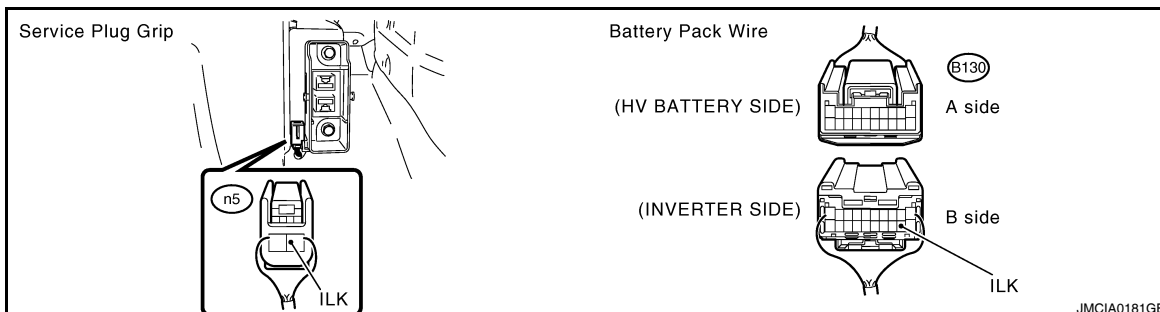 Service Plug Grip
n5
ILK
Battery Pack Wire
B130
(HV BATTERY SIDE)
A side
(INVERTER SIDE)
B side
ILK
JMCIA0181GB